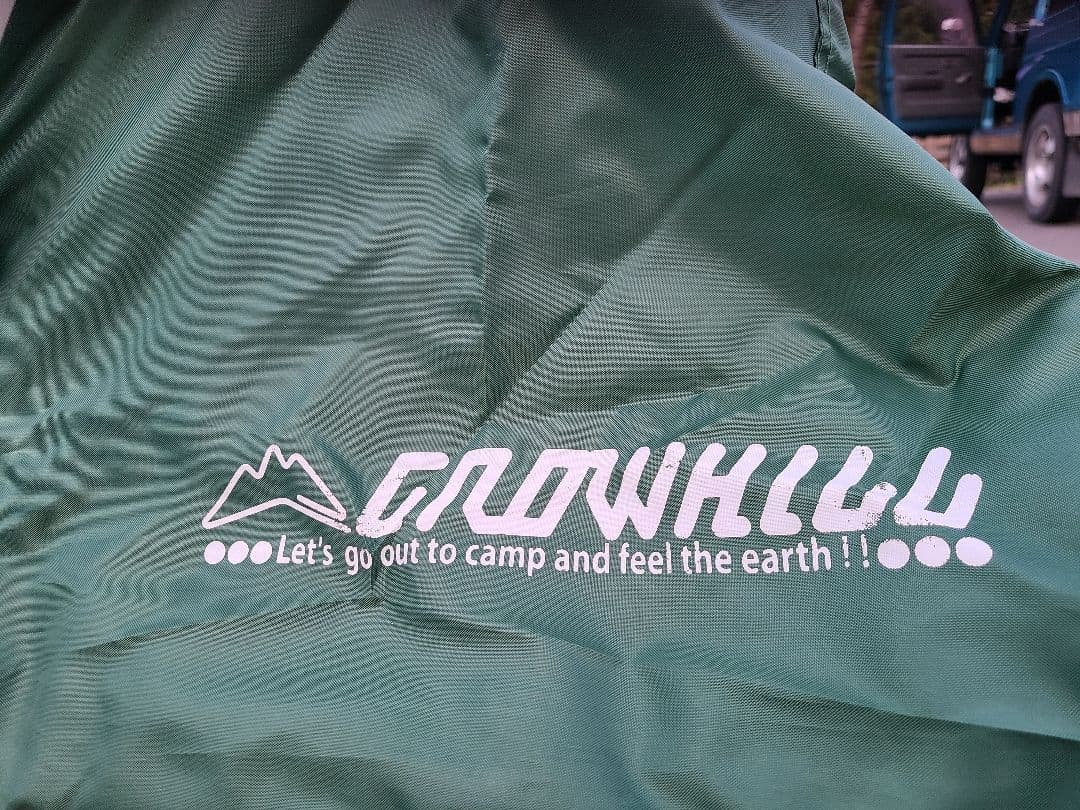 GROWHILL
●●●Let's go out to camp and feel the earth!!●●●